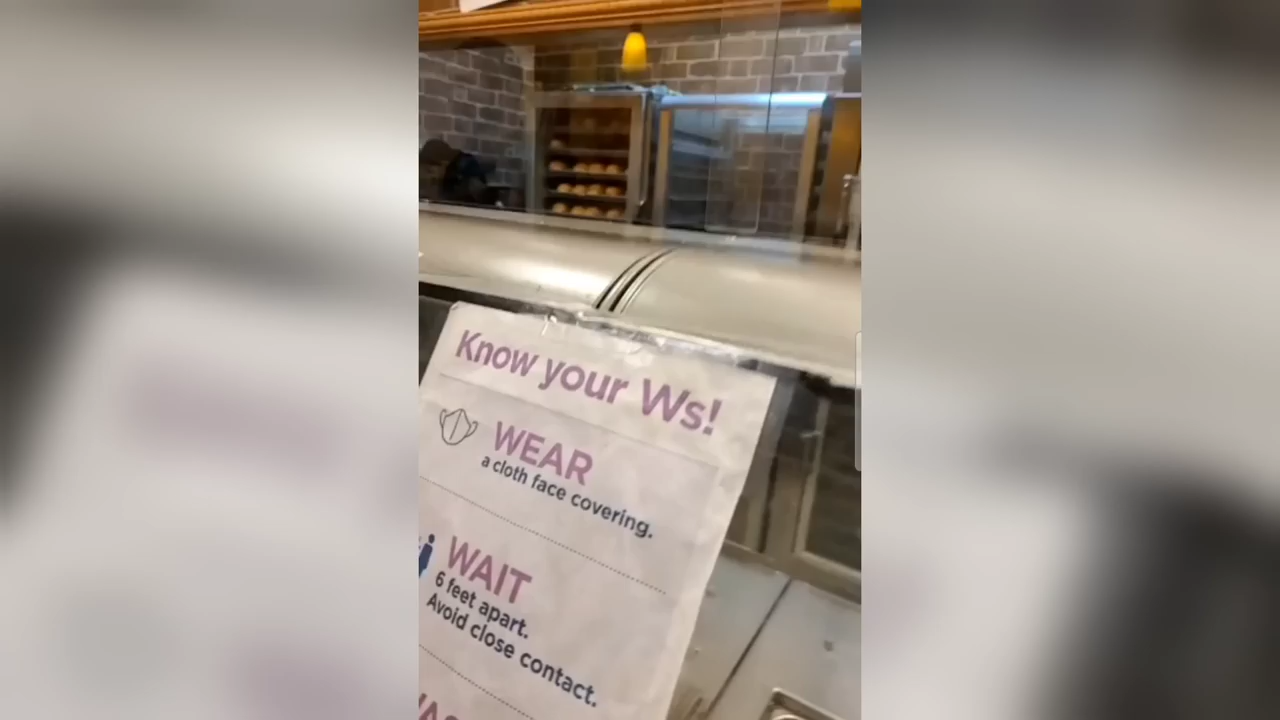 Know your Ws!
WEAR
a cloth face covering.
WAIT
6 feet apart.
Avoid close contact.